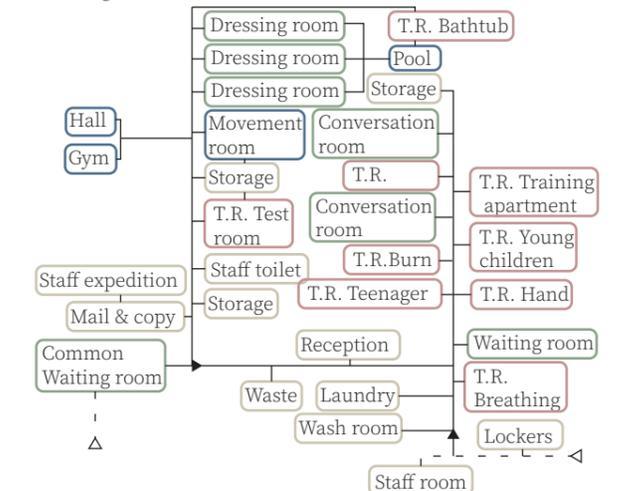 Dressing room
T.R. Bathtub
Dressing room
Pool
Dressing room
Storage
Hall
Gym
Movement
room
Conversation
room
Storage
T.R.
T.R. Training
apartment
T.R. Test
room
Conversation
room
T.R. Young
children
T.R.Burn
Staff toilet
Staff expedition
T.R. Teenager
T.R. Hand
Storage
Mail & copy
Reception
Waiting room
Common
Waiting room
T.R.
Breathing
Waste
Laundry
Wash room
Lockers
Staff room